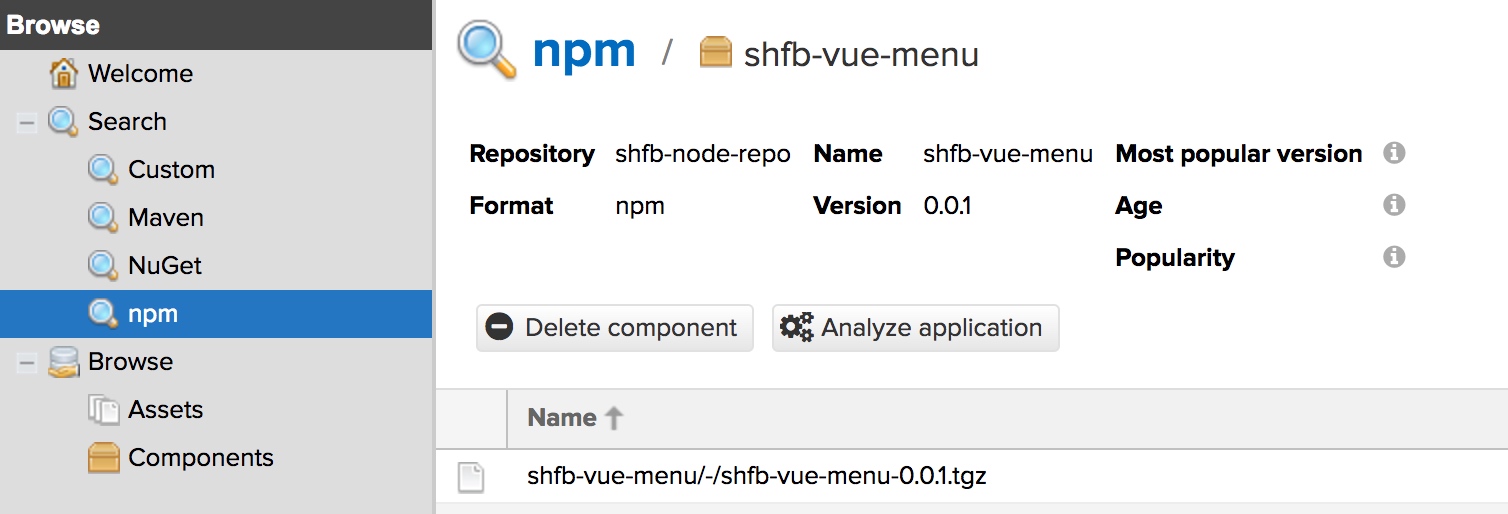 Browse
Welcome
Search
Custom
Maven
NuGet
npm
Browse
Assets
Components
npm / shfb-vue-menu
Repository shfb-node-repo Name shfb-vue-menu Most popular version
Format npm Version 0.0.1 Age
Popularity
Delete component Analyze application
Name
shfb-vue-menu/-/shfb-vue-menu-0.0.1.tgz